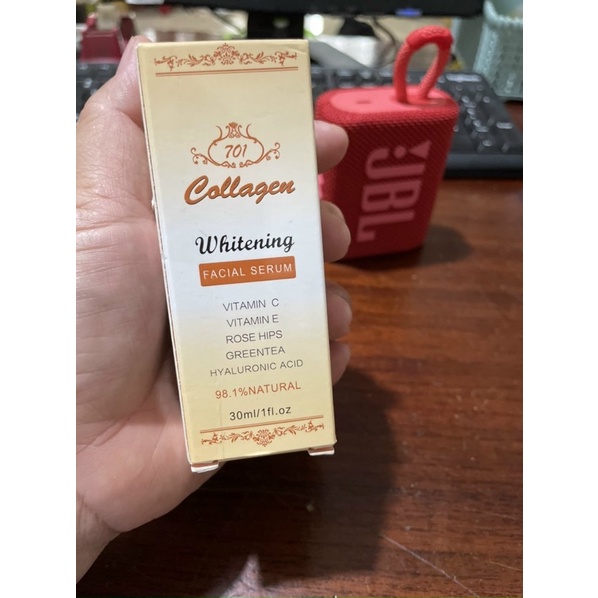 701
Collagen
Whitening
FACIAL SERUM
VITAMIN C
VITAMIN E
ROSE HIPS
GREENTEA
HYALURONIC ACID
98.1%NATURAL
30ml/1fl.oz
JBL